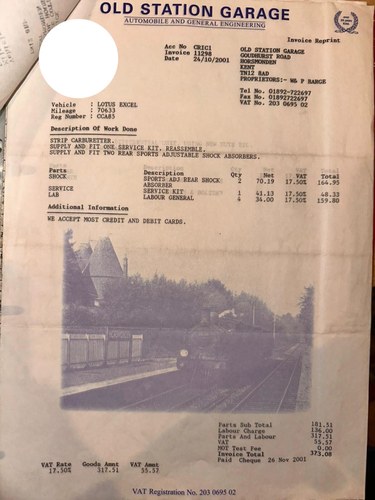 OLD STATION GARAGE
AUTOMOBILE AND GENERAL ENGINEERING
Invoice Reprint
Acc No CRIC1
Invoice 11298
Date 24/10/2001
OLD STATION GARAGE
GOUDHURST ROAD
HORSMONDEN
KENT
TN12 8AD
PROPRIETORS:- W& P BARGE
Tel No. 01892-722697
Fax No. 01892722697
VAT NO. 203 0695 02
Vehicle : LOTUS EXCEL
Mileage : 70633
Reg Number : CCA85
Description Of Work Done
STRIP CARBURETTER.
SUPPLY AND FIT ONE SERVICE KIT, REASSEMBLE.
SUPPLY AND FIT TWO REAR SPORTS ADJUSTABLE SHOCK ABSORBERS.
Parts Description Qty Net VAT Total
SHOCK SPORTS ADJ REAR SHOCK ABSORBER 2 70.19 17.50% 164.95
SERVICE SERVICE KIT 1 41.13 17.50% 48.33
LAB LABOUR GENERAL 4 34.00 17.50% 159.80
Additional Information
WE ACCEPT MOST CREDIT AND DEBIT CARDS.
Parts Sub Total 181.51
Labour Charge 136.00
Parts And Labour 317.51
VAT 55.57
MOT Test Fee 0.00
Invoice Total 373.08
Paid Cheque 26 Nov 2001
VAT Rate Goods Amnt VAT Amnt
17.50% 317.51 55.57
VAT Registration No. 203 0695 02